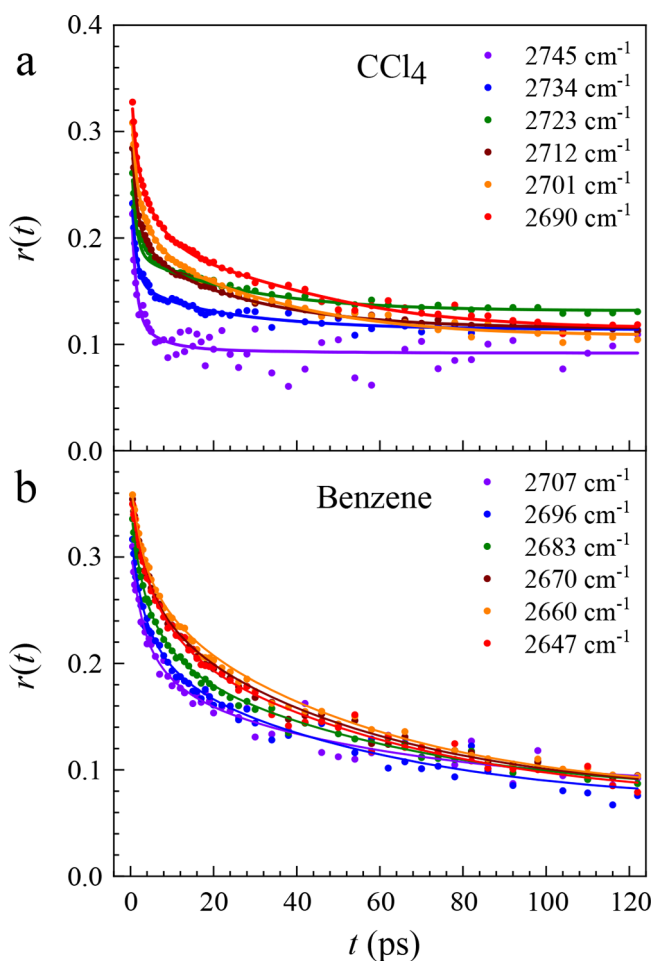 a
CCl4
2745 cm-1
2734 cm-1
2723 cm-1
2712 cm-1
2701 cm-1
2690 cm-1
r(t)
0.4
0.3
0.2
0.1
0.0
b
Benzene
2707 cm-1
2696 cm-1
2683 cm-1
2670 cm-1
2660 cm-1
2647 cm-1
r(t)
0.3
0.2
0.1
0.0
0 20 40 60 80 100 120
t (ps)